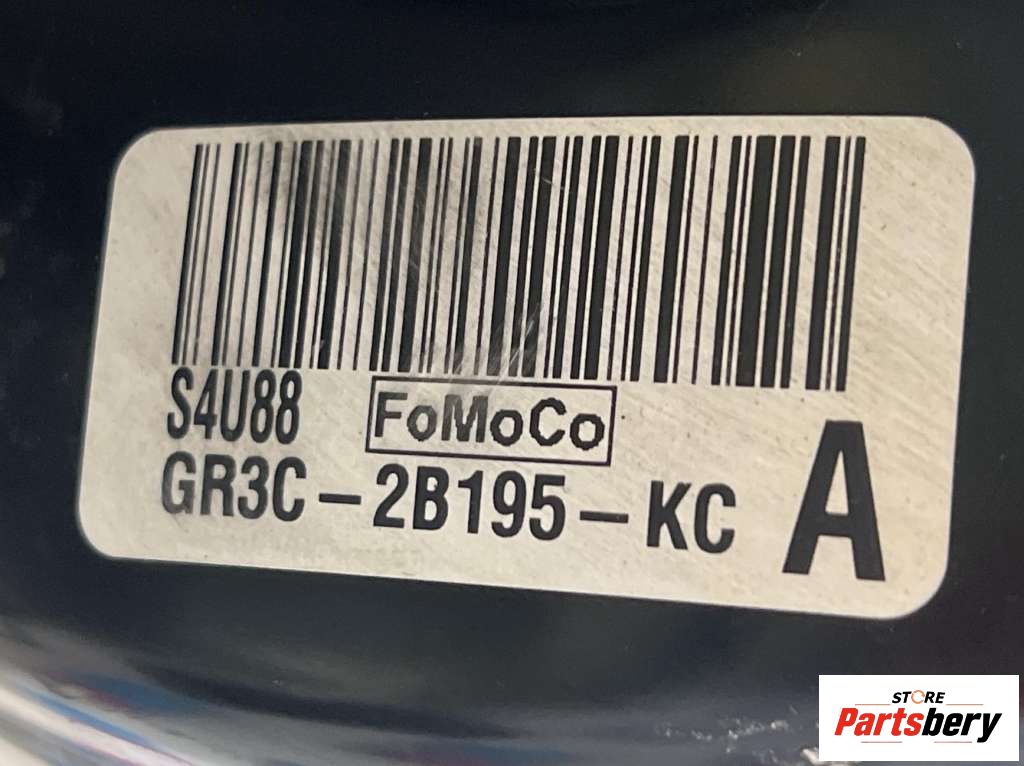 S4U88
FoMoCo
GR3C-2B195-KC A
STORE
Partsbery